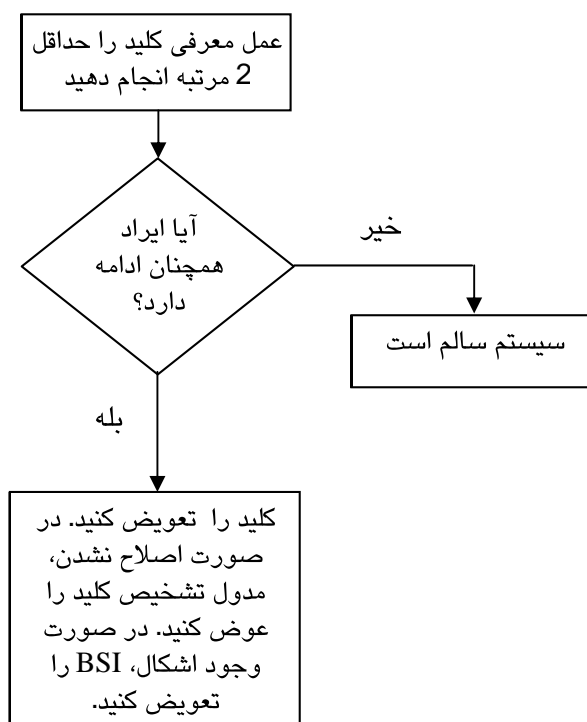 عمل معرفی کلید را حداقل
2 مرتبه انجام دهید
آیا ایراد
همچنان ادامه
دارد؟
خیر
سیستم سالم است
بله
کلید را تعویض کنید. در
صورت اصلاح نشدن،
مدول تشخیص کلید را
عوض کنید. در صورت
وجود اشکال، BSI را
تعویض کنید.